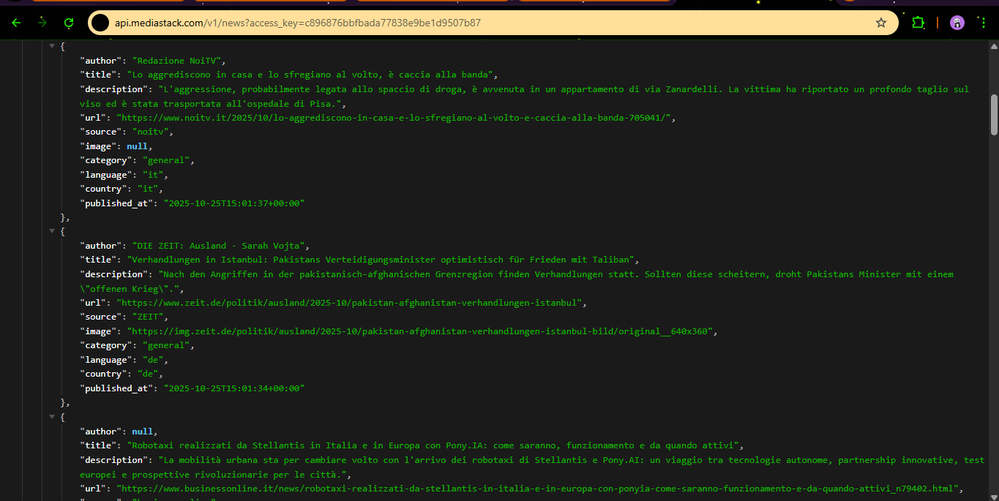 api.mediastack.com/v1/news?access_key=c896876bbfbada77838e9be1d9507b87
{
"author": "Redazione NoiTV",
"title": "Lo aggrediscono in casa e lo sfregiano al volto, è caccia alla banda",
"description": "L'aggressione, probabilmente legata allo spaccio di droga, è avvenuta in un appartamento di via Zanardelli. La vittima ha riportato un profondo taglio sul
viso ed è stata trasportata all'ospedale di Pisa.",
"url": "https://www.noitv.it/2025/10/lo-aggrediscono-in-casa-e-lo-sfregiano-al-volto-e-caccia-alla-banda-705041/",
"source": "noitv",
"image": null,
"category": "general",
"language": "it",
"country": "it",
"published_at": "2025-10-25T15:01:37+00:00"
},
{
"author": "DIE ZEIT: Ausland - Sarah Vojta",
"title": "Verhandlungen in Istanbul: Pakistans Verteidigungsminister optimistisch für Frieden mit Taliban",
"description": "Nach den Angriffen in der pakistanisch-afghanischen Grenzregion finden Verhandlungen statt. Sollten diese scheitern, droht Pakistans Minister mit einem
\"offenen Krieg\".",
"url": "https://www.zeit.de/politik/ausland/2025-10/pakistan-afghanistan-verhandlungen-istanbul",
"source": "ZEIT",
"image": "https://img.zeit.de/politik/ausland/2025-10/pakistan-afghanistan-verhandlungen-istanbul-bild/original__640x360",
"category": "general",
"language": "de",
"country": "de",
"published_at": "2025-10-25T15:01:34+00:00"
},
{
"author": null,
"title": "Robotaxi realizzati da Stellantis in Italia e in Europa con Pony.IA: come saranno, funzionamento e da quando attivi",
"description": "La mobilità urbana sta per cambiare volto con l'arrivo dei robotaxi di Stellantis e Pony.AI: un viaggio tra tecnologie autonome, partnership innovative, test
europei e prospettive rivoluzionarie per le città.",
"url": "https://www.businessonline.it/news/robotaxi-realizzati-da-stellantis-in-italia-e-in-europa-con-ponyia-come-saranno-funzionamento-e-da-quando-attivi_n79402.html",